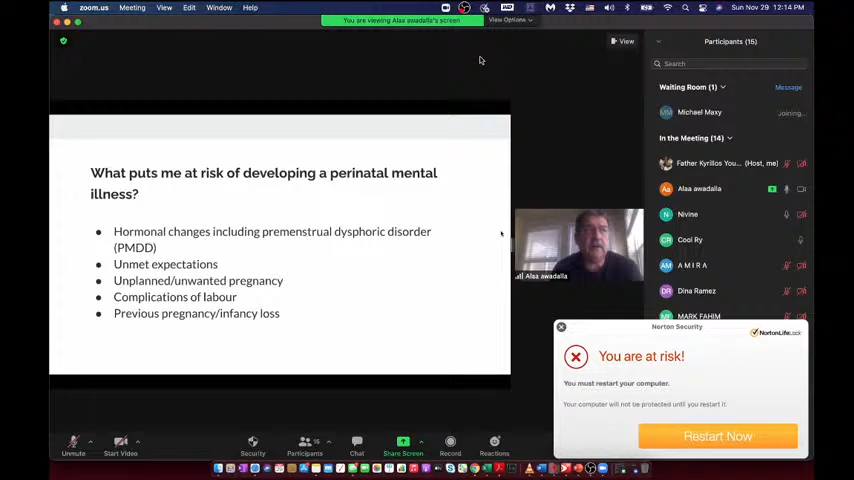 zoom.us Meeting View Edit Window Help
Sun Nov 29 12:14 PM
You are viewing Alaa awadalla's screen
View Options
View
Participants (15)
Search
Waiting Room (1)
Message
MM Michael Maxy
Joining...
In the Meeting (14)
Father Kyrillos You... (Host, me)
Aa Alaa awadalla
N Nivine
CR Cool Ry
AM A M I R A
DR Dina Ramez
MF MARK FAHIM
What puts me at risk of developing a perinatal mental
illness?
● Hormonal changes including premenstrual dysphoric disorder
(PMDD)
● Unmet expectations
● Unplanned/unwanted pregnancy
● Complications of labour
● Previous pregnancy/infancy loss
Alaa awadalla
Norton Security
NortonLifeLock
You are at risk!
You must restart your computer.
Your computer will not be protected until you restart it.
Restart Now
Unmute
Start Video
Security
Participants
Chat
Share Screen
Record
Reactions